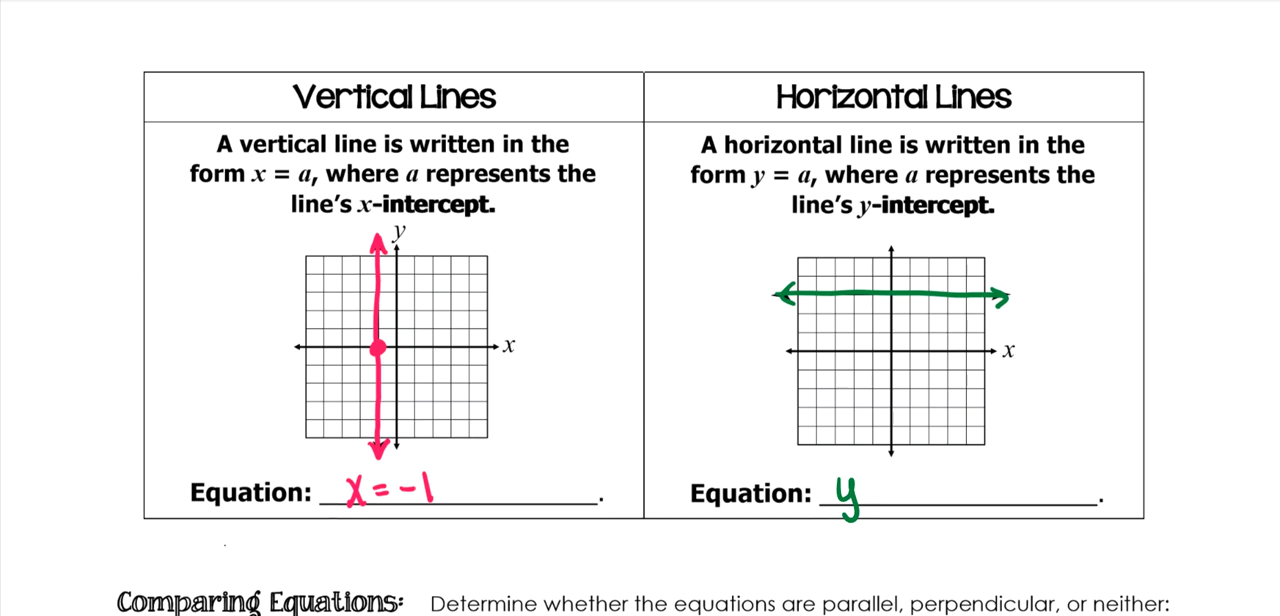 Vertical Lines
A vertical line is written in the
form x = a, where a represents the
line's x-intercept.
y
x
Equation: x = -1 .
Horizontal Lines
A horizontal line is written in the
form y = a, where a represents the
line's y-intercept.
x
Equation: y .
Comparing Equations: Determine whether the equations are parallel, perpendicular, or neither: